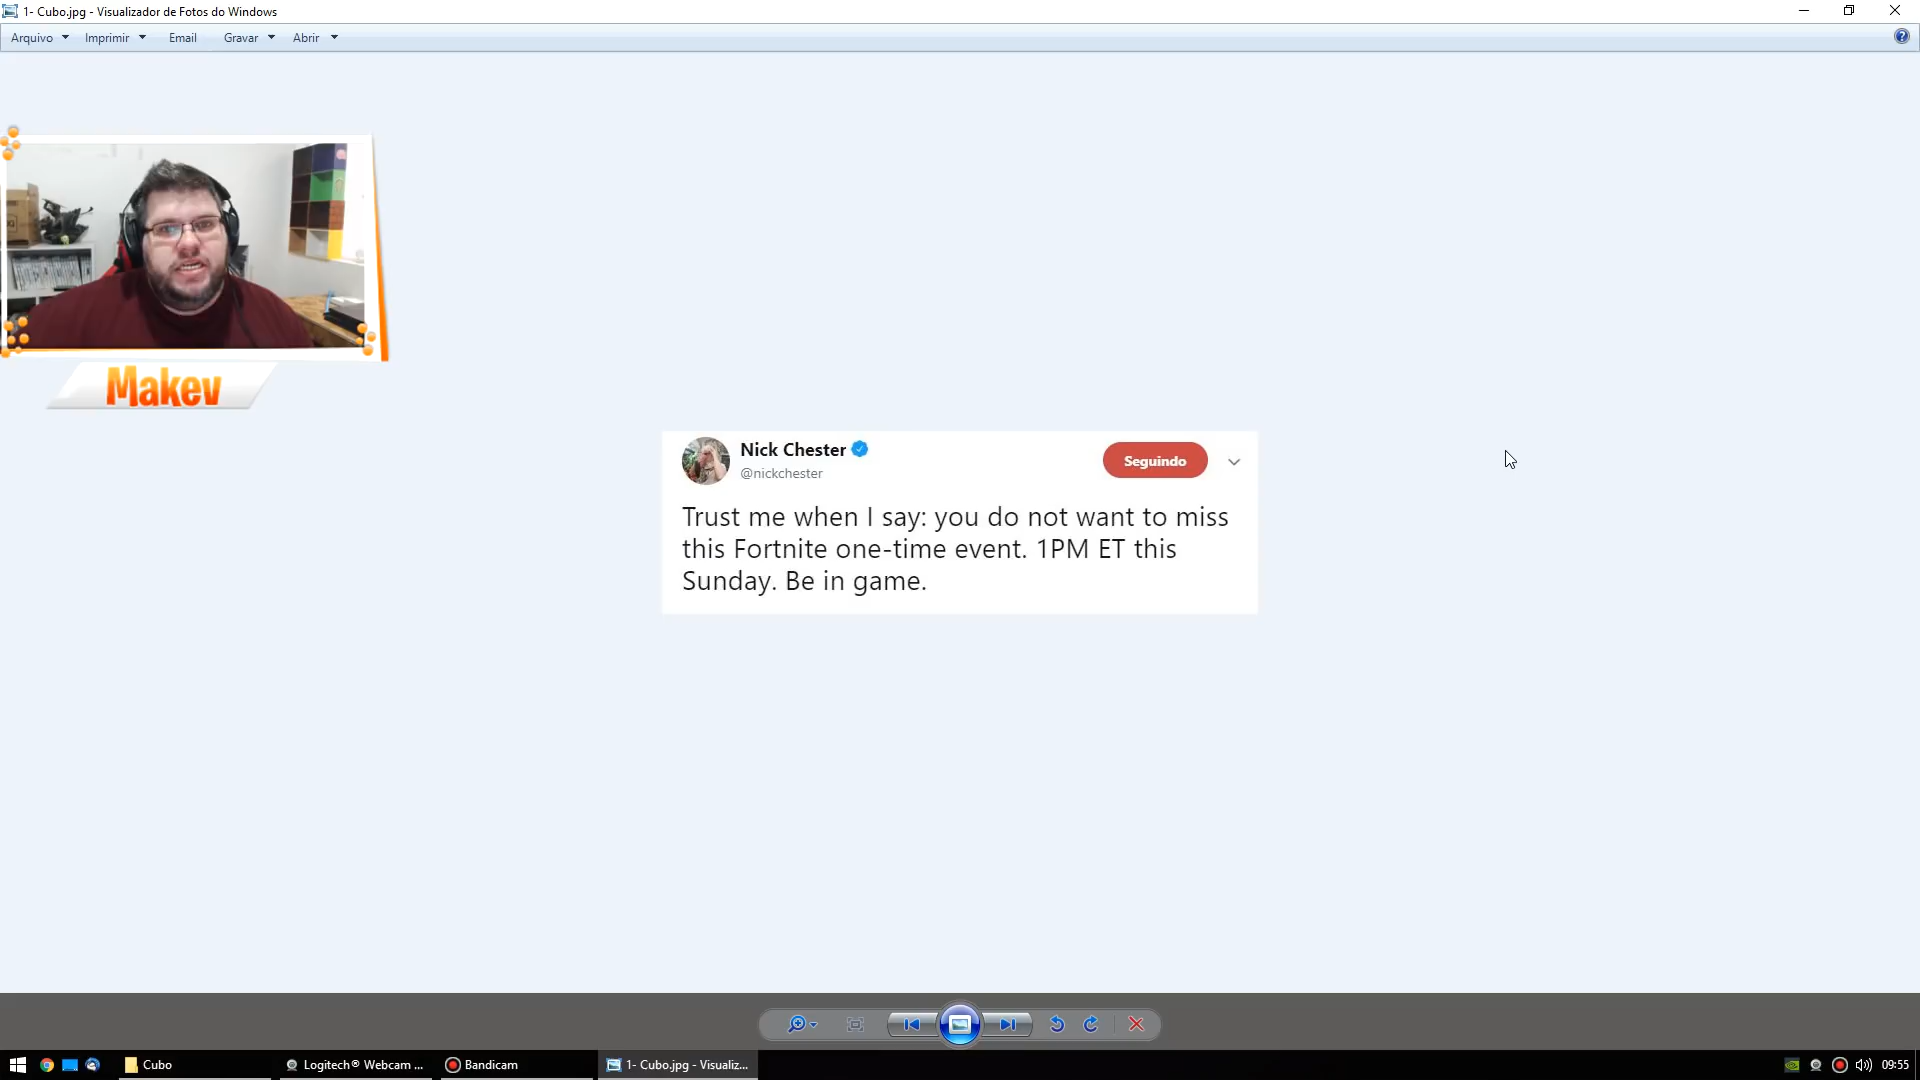 1- Cubo.jpg - Visualizador de Fotos do Windows
Arquivo Imprimir Email Gravar Abrir
Makev
Nick Chester
@nickchester
Seguindo
Trust me when I say: you do not want to miss
this Fortnite one-time event. 1PM ET this
Sunday. Be in game.
Cubo
Logitech® Webcam ...
Bandicam
1- Cubo.jpg - Visualiz...
09:55